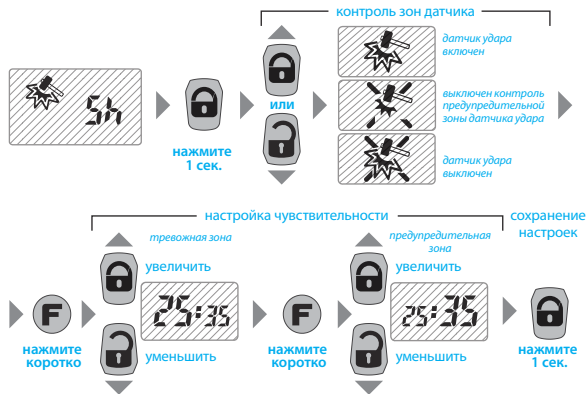 контроль зон датчика
Sh
нажмите
1 сек.
или
датчик удара
включен
выключен контроль
предупредительной
зоны датчика удара
датчик удара
выключен
настройка чувствительности
сохранение
настроек
F
нажмите
коротко
тревожная зона
увеличить
25:35
уменьшить
F
нажмите
коротко
предупредительная
зона
увеличить
25:35
уменьшить
нажмите
1 сек.